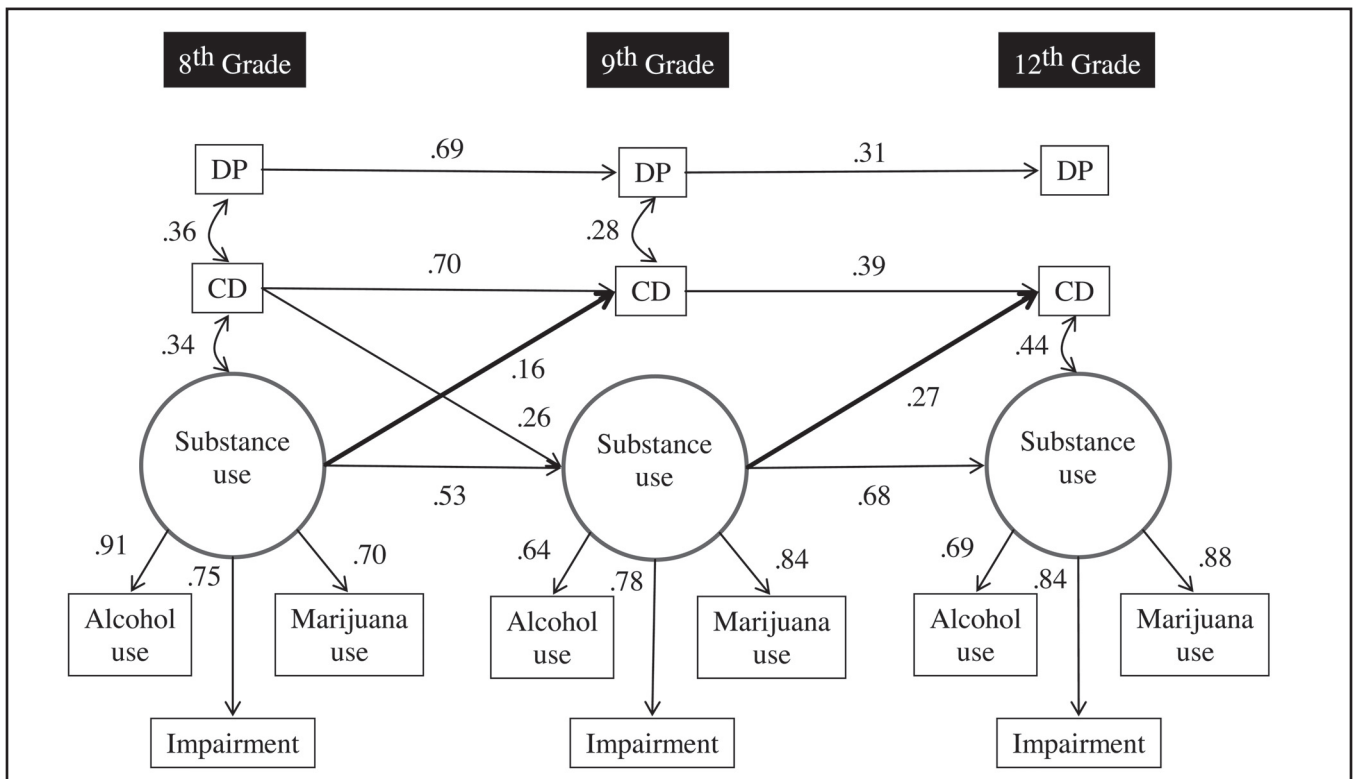 8th Grade
9th Grade
12th Grade
DP
.69
DP
.31
DP
.36
.28
CD
.70
CD
.39
CD
.34
.16
.26
.44
.27
Substance
use
Substance
use
Substance
use
.53
.68
.91
.75
.70
.64
.78
.84
.69
.84
.88
Alcohol
use
Marijuana
use
Alcohol
use
Marijuana
use
Alcohol
use
Marijuana
use
Impairment
Impairment
Impairment